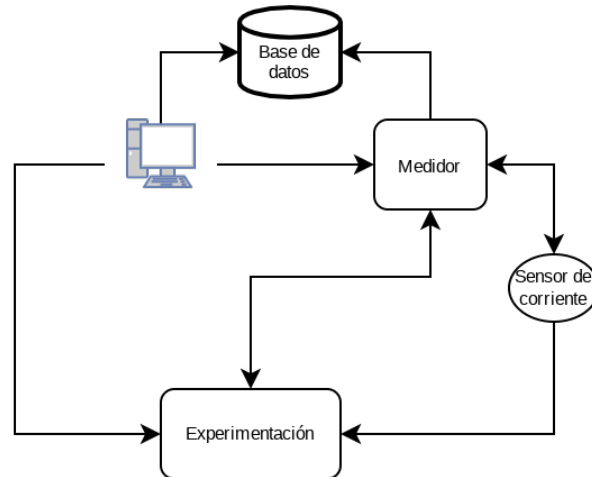 Base de
datos
Medidor
Sensor de
corriente
Experimentación